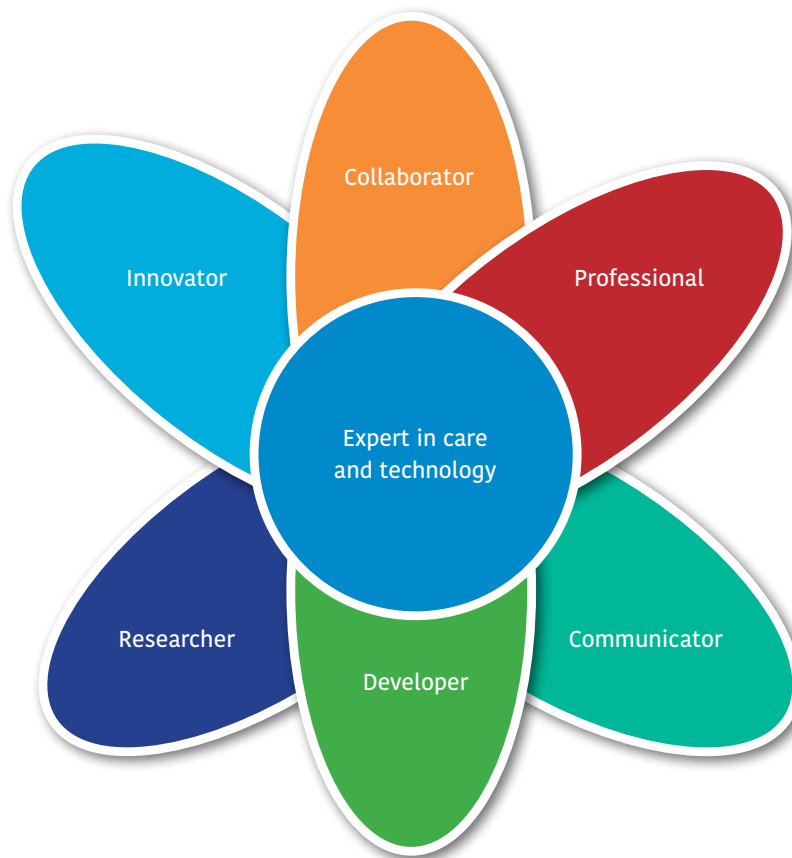 Collaborator
Innovator
Professional
Expert in care
and technology
Researcher
Communicator
Developer